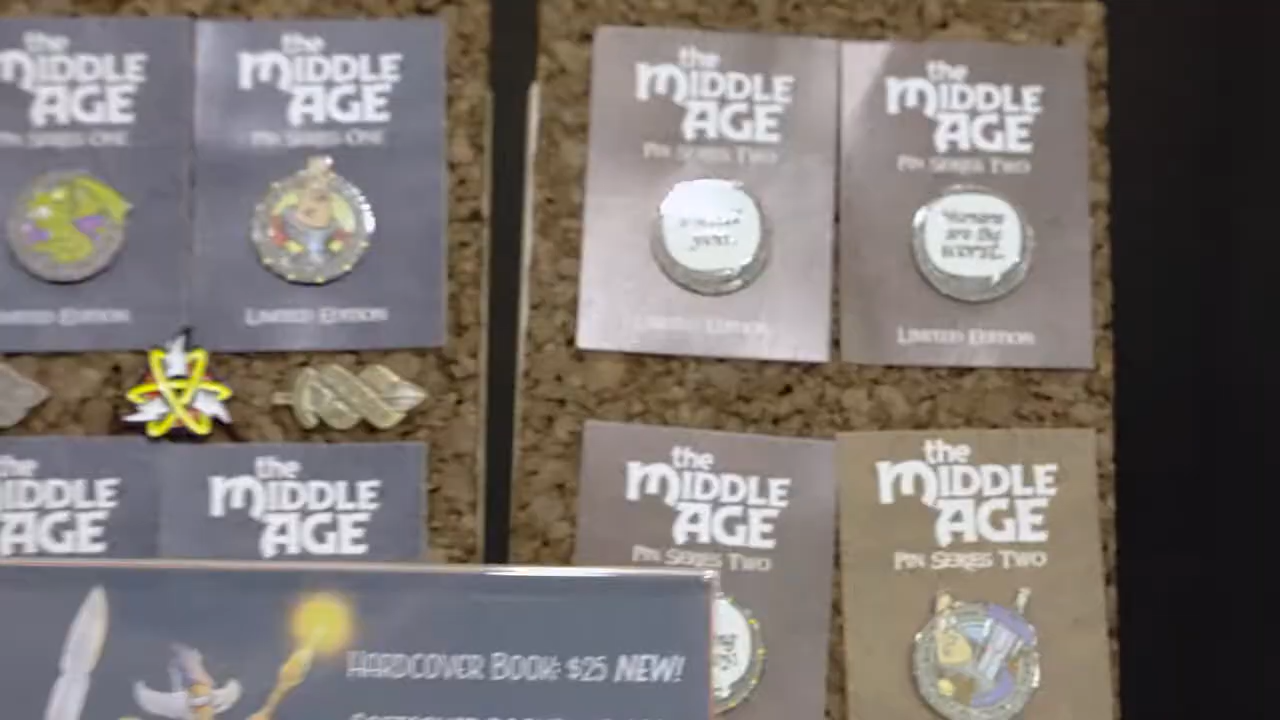 the
MIDDLE
AGE
PIN SERIES ONE
LIMITED EDITION
the
MIDDLE
AGE
PIN SERIES ONE
LIMITED EDITION
the
MIDDLE
AGE
PIN SERIES TWO
you.
LIMITED EDITION
the
MIDDLE
AGE
PIN SERIES TWO
Humans
are the
worst.
LIMITED EDITION
the
MIDDLE
AGE
the
MIDDLE
AGE
the
MIDDLE
AGE
PIN SERIES TWO
the
MIDDLE
AGE
PIN SERIES TWO
HARDCOVER BOOK: $25 NEW!